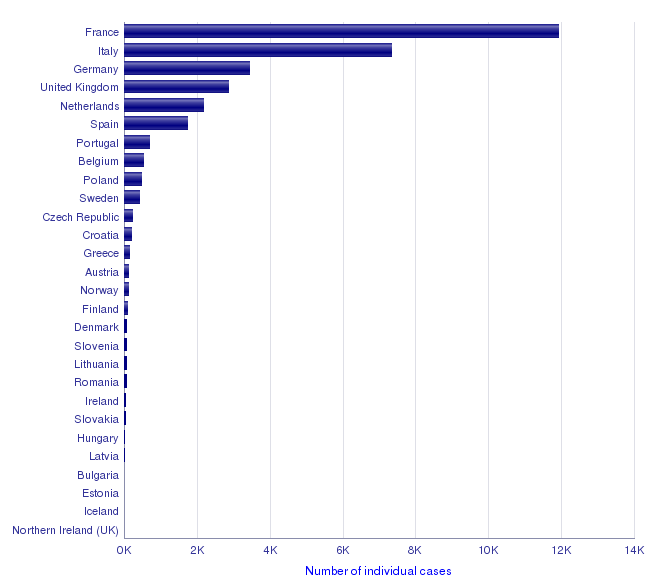 France
Italy
Germany
United Kingdom
Netherlands
Spain
Portugal
Belgium
Poland
Sweden
Czech Republic
Croatia
Greece
Austria
Norway
Finland
Denmark
Slovenia
Lithuania
Romania
Ireland
Slovakia
Hungary
Latvia
Bulgaria
Estonia
Iceland
Northern Ireland (UK)
0K 2K 4K 6K 8K 10K 12K 14K
Number of individual cases